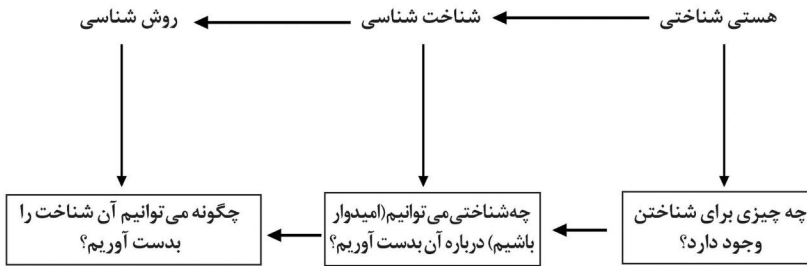 هستی شناختی
شناخت شناسی
روش شناسی
چه چیزی برای شناختن
وجود دارد؟
چه شناختی می‌توانیم(امیدوار
باشیم) درباره آن بدست آوریم؟
چگونه می‌توانیم آن شناخت را
بدست آوریم؟